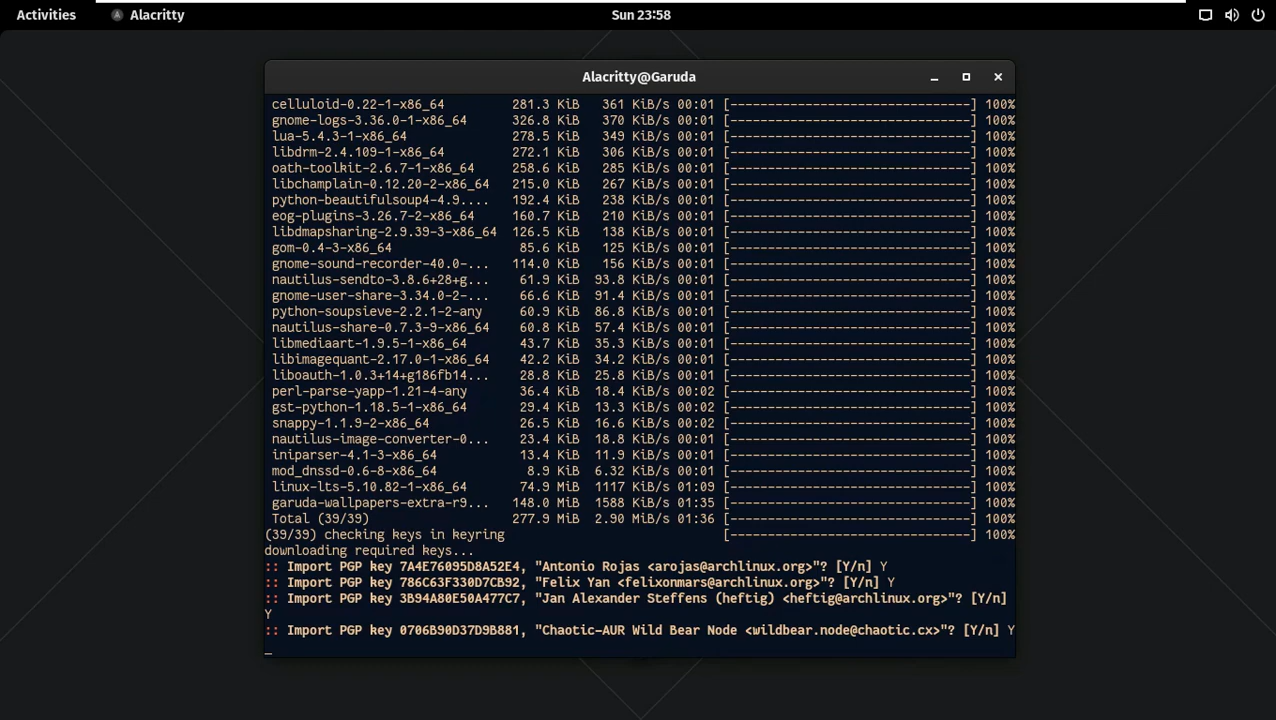 Activities Alacritty Sun 23:58
Alacritty@Garuda
celluloid-0.22-1-x86_64 281.3 KiB 361 KiB/s 00:01 [--------------------------------] 100%
gnome-logs-3.36.0-1-x86_64 326.8 KiB 370 KiB/s 00:01 [--------------------------------] 100%
lua-5.4.3-1-x86_64 278.5 KiB 349 KiB/s 00:01 [--------------------------------] 100%
libdrm-2.4.109-1-x86_64 272.1 KiB 306 KiB/s 00:01 [--------------------------------] 100%
oath-toolkit-2.6.7-1-x86_64 258.6 KiB 285 KiB/s 00:01 [--------------------------------] 100%
libchamplain-0.12.20-2-x86_64 215.0 KiB 267 KiB/s 00:01 [--------------------------------] 100%
python-beautifulsoup4-4.9.... 192.4 KiB 238 KiB/s 00:01 [--------------------------------] 100%
eog-plugins-3.26.7-2-x86_64 160.7 KiB 210 KiB/s 00:01 [--------------------------------] 100%
libdmapsharing-2.9.39-3-x86_64 126.5 KiB 138 KiB/s 00:01 [--------------------------------] 100%
gom-0.4-3-x86_64 85.6 KiB 125 KiB/s 00:01 [--------------------------------] 100%
gnome-sound-recorder-40.0-... 114.0 KiB 156 KiB/s 00:01 [--------------------------------] 100%
nautilus-sendto-3.8.6+28+g... 61.9 KiB 93.8 KiB/s 00:01 [--------------------------------] 100%
gnome-user-share-3.34.0-2-... 66.6 KiB 91.4 KiB/s 00:01 [--------------------------------] 100%
python-soupsieve-2.2.1-2-any 60.9 KiB 86.8 KiB/s 00:01 [--------------------------------] 100%
nautilus-share-0.7.3-9-x86_64 60.8 KiB 57.4 KiB/s 00:01 [--------------------------------] 100%
libmediaart-1.9.5-1-x86_64 43.7 KiB 35.3 KiB/s 00:01 [--------------------------------] 100%
libimagequant-2.17.0-1-x86_64 42.2 KiB 34.2 KiB/s 00:01 [--------------------------------] 100%
liboauth-1.0.3+14+g186fb14... 28.8 KiB 25.8 KiB/s 00:01 [--------------------------------] 100%
perl-parse-yapp-1.21-4-any 36.4 KiB 18.4 KiB/s 00:02 [--------------------------------] 100%
gst-python-1.18.5-1-x86_64 29.4 KiB 13.3 KiB/s 00:02 [--------------------------------] 100%
snappy-1.1.9-2-x86_64 26.5 KiB 16.6 KiB/s 00:02 [--------------------------------] 100%
nautilus-image-converter-0... 23.4 KiB 18.8 KiB/s 00:01 [--------------------------------] 100%
iniparser-4.1-3-x86_64 13.4 KiB 11.9 KiB/s 00:01 [--------------------------------] 100%
mod_dnssd-0.6-8-x86_64 8.9 KiB 6.32 KiB/s 00:01 [--------------------------------] 100%
linux-lts-5.10.82-1-x86_64 74.9 MiB 1117 KiB/s 01:09 [--------------------------------] 100%
garuda-wallpapers-extra-r9... 148.0 MiB 1588 KiB/s 01:35 [--------------------------------] 100%
Total (39/39) 277.9 MiB 2.90 MiB/s 01:36 [--------------------------------] 100%
(39/39) checking keys in keyring [--------------------------------] 100%
downloading required keys...
:: Import PGP key 7A4E76095D8A52E4, "Antonio Rojas <arojas@archlinux.org>"? [Y/n] Y
:: Import PGP key 786C63F330D7CB92, "Felix Yan <felixonmars@archlinux.org>"? [Y/n] Y
:: Import PGP key 3B94A80E50A477C7, "Jan Alexander Steffens (heftig) <heftig@archlinux.org>"? [Y/n]
Y
:: Import PGP key 0706B90D37D9B881, "Chaotic-AUR Wild Bear Node <wildbear.node@chaotic.cx>"? [Y/n] Y
_